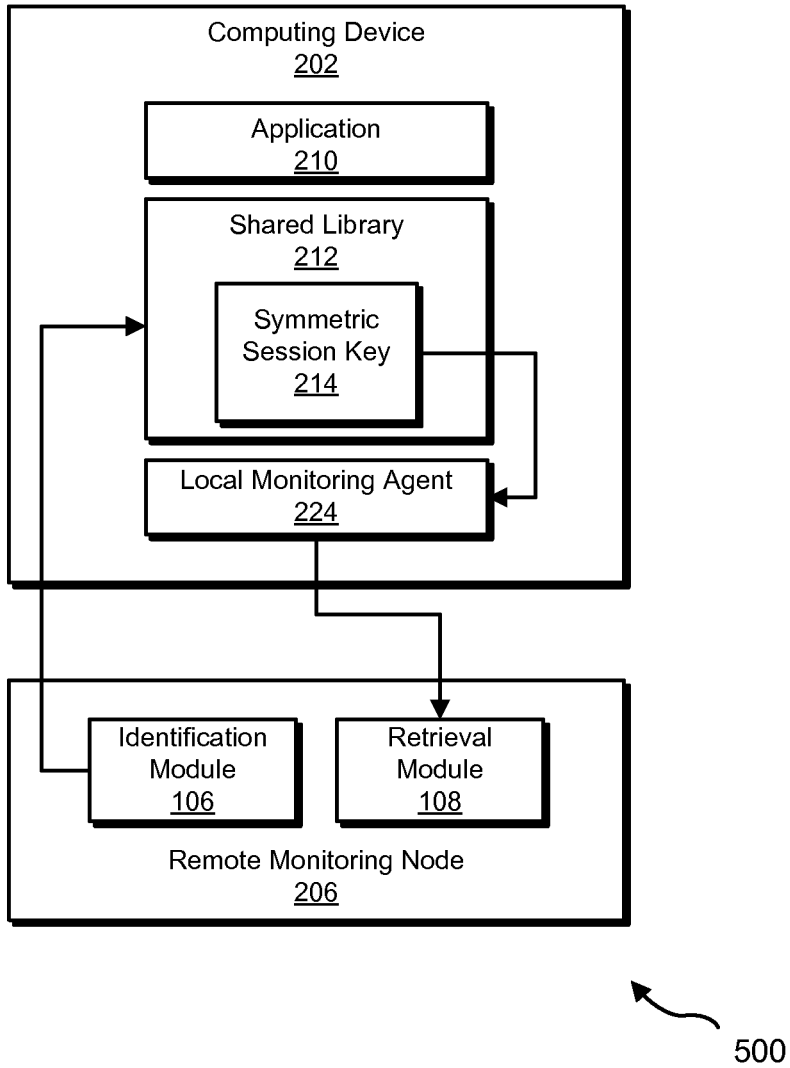 Computing Device
202
Application
210
Shared Library
212
Symmetric
Session Key
214
Local Monitoring Agent
224
Identification
Module
106
Retrieval
Module
108
Remote Monitoring Node
206
500